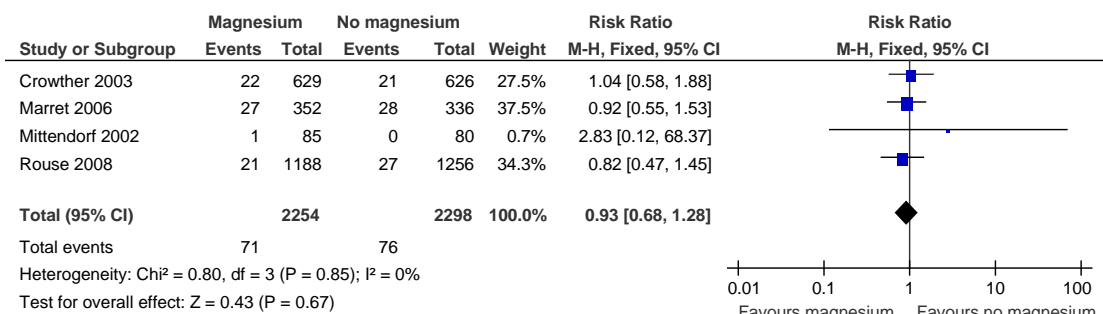 Magnesium No magnesium Risk Ratio Risk Ratio
Study or Subgroup Events Total Events Total Weight M-H, Fixed, 95% CI M-H, Fixed, 95% CI
Crowther 2003 22 629 21 626 27.5% 1.04 [0.58, 1.88]
Marret 2006 27 352 28 336 37.5% 0.92 [0.55, 1.53]
Mittendorf 2002 1 85 0 80 0.7% 2.83 [0.12, 68.37]
Rouse 2008 21 1188 27 1256 34.3% 0.82 [0.47, 1.45]
Total (95% CI) 2254 2298 100.0% 0.93 [0.68, 1.28]
Total events 71 76
Heterogeneity: Chi² = 0.80, df = 3 (P = 0.85); I² = 0%
Test for overall effect: Z = 0.43 (P = 0.67)
0.01 0.1 1 10 100
Favours magnesium Favours no magnesium